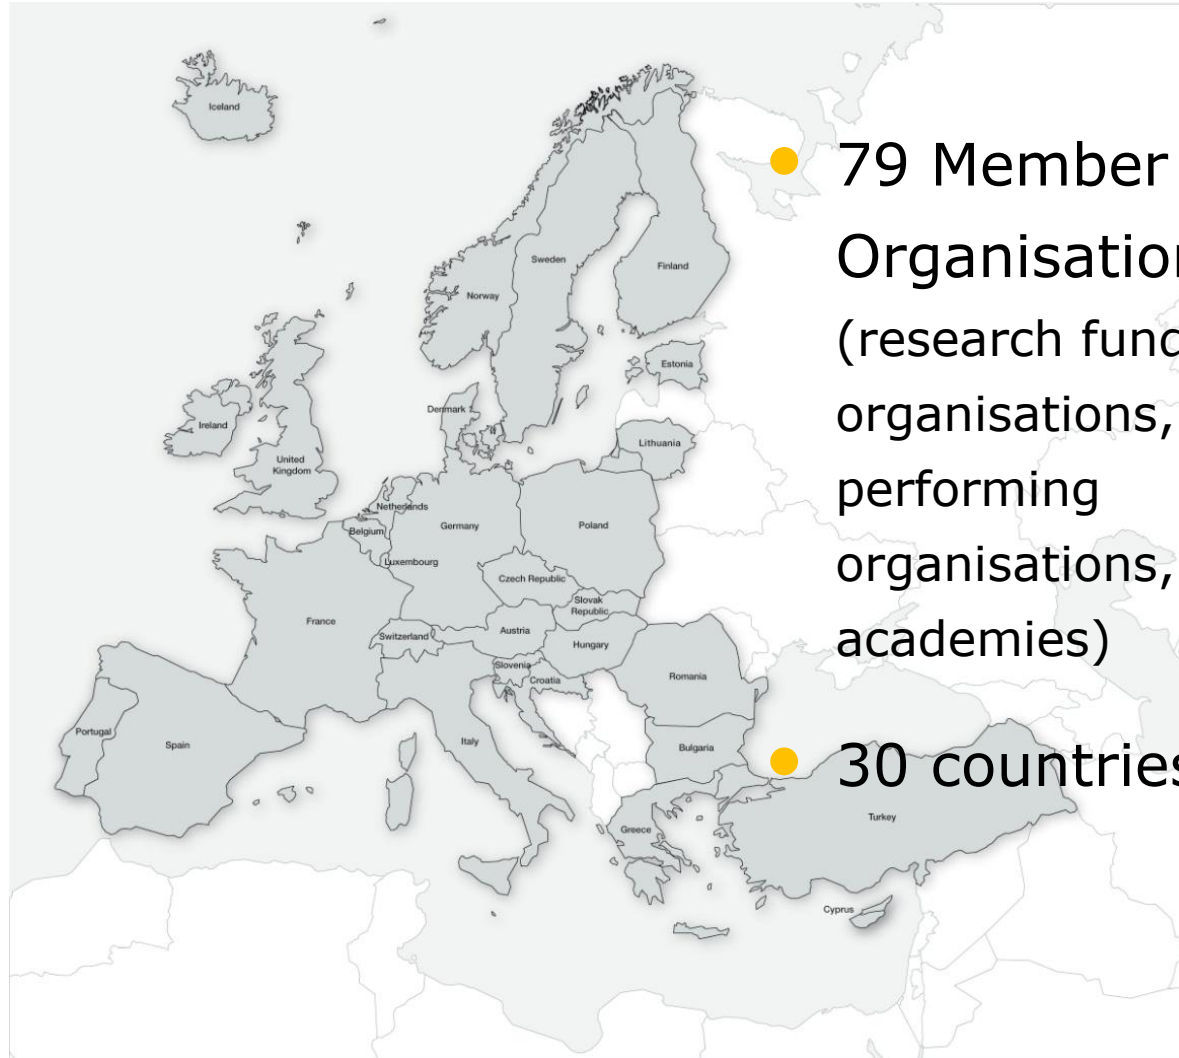 Iceland
79 Member
Organisation
(research fund
organisations,
performing
organisations,
academies)
30 countries
Sweden
Finland
Norway
Estonia
Denmark
Ireland
Lithuania
United
Kingdom
Netherlands
Germany
Poland
Belgium
Luxembourg
Czech Republic
Slovak
Republic
France
Switzerland
Austria
Hungary
Slovenia
Croatia
Romania
Portugal
Spain
Italy
Bulgaria
Turkey
Greece
Cyprus